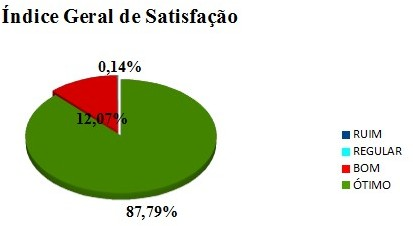 Índice Geral de Satisfação
0,14%
12,07%
87,79%
RUIM
REGULAR
BOM
ÓTIMO